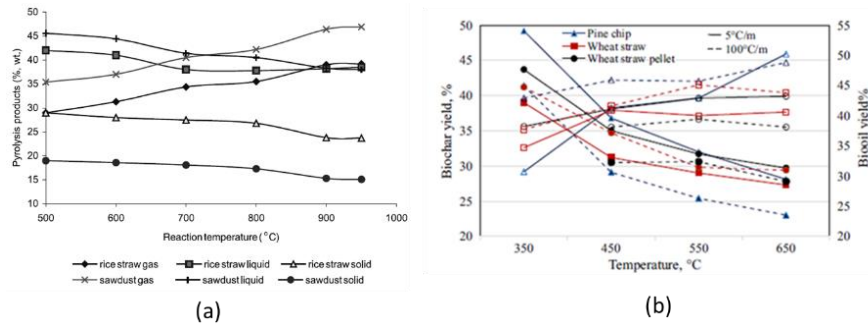 Pyrolysis products (%, wt.)
50
45
40
35
30
25
20
15
10
500 600 700 800 900 1000
Reaction temperature (°C)
rice straw gas rice straw liquid rice straw solid
sawdust gas sawdust liquid sawdust solid
(a)
Pine chip 5°C/m
Wheat straw 100°C/m
Wheat straw pellet
Biochar yield, %
50
45
40
35
30
25
20
Biooil yield%
55
50
45
40
35
30
25
20
350 450 550 650
Temperature, °C
(b)